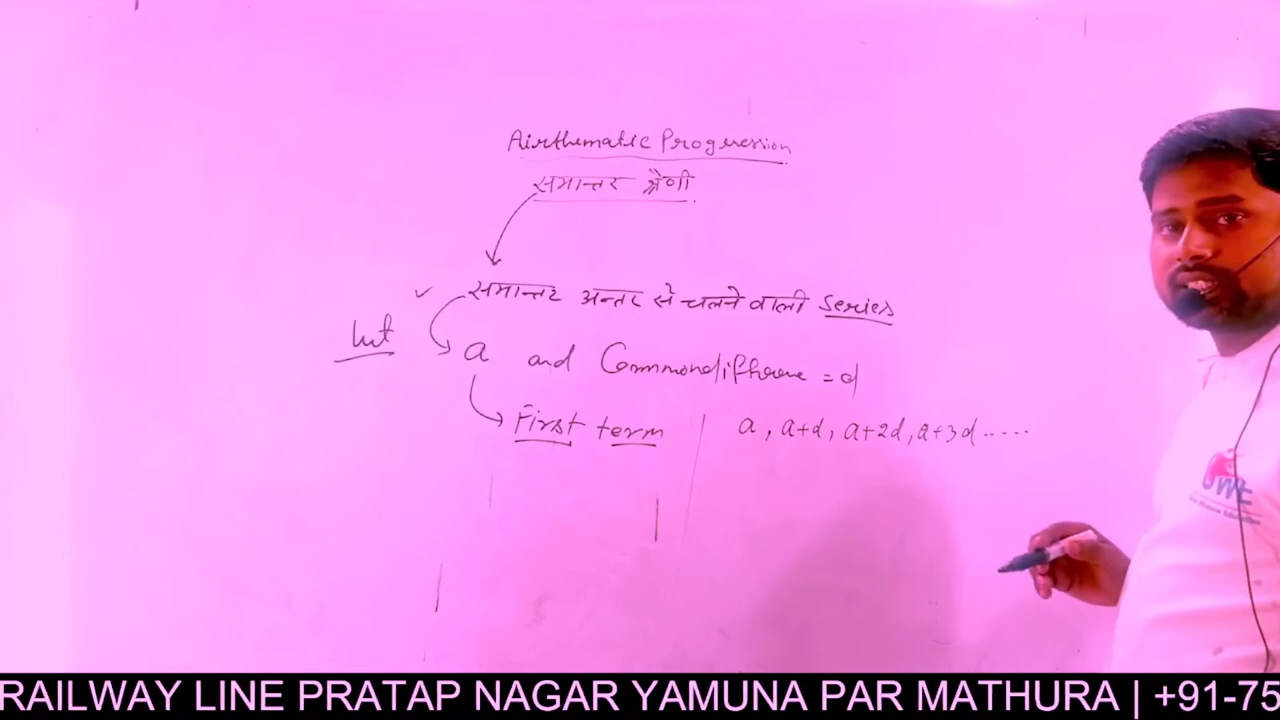 Airthematic Progression
समान्तर श्रेणी
समान्तर अन्तर से चलने वाली series
let
a and Common = d
First term
a, a+d, a+2d, a+3d .....
RAILWAY LINE PRATAP NAGAR YAMUNA PAR MATHURA | +91-75